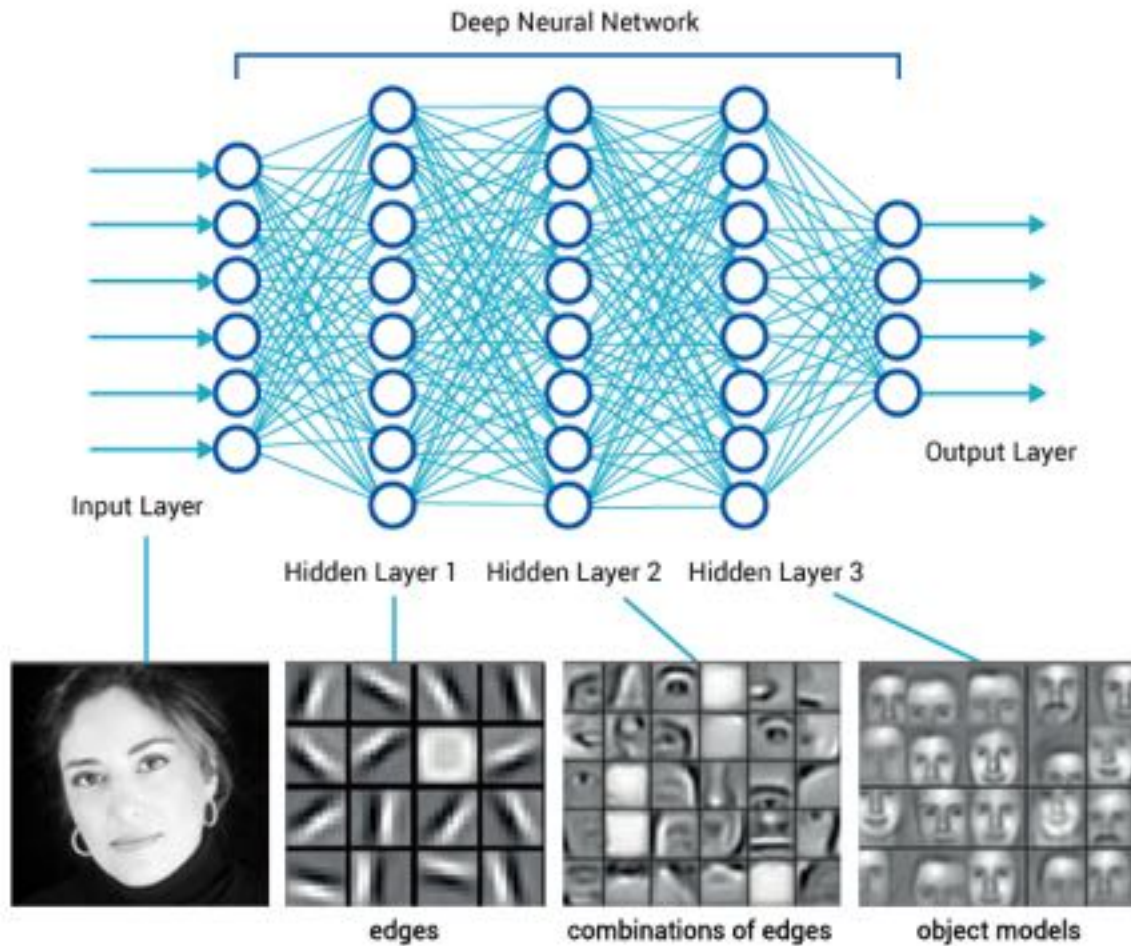 Deep Neural Network
Output Layer
Input Layer
Hidden Layer 1 Hidden Layer 2 Hidden Layer 3
edges combinations of edges object models